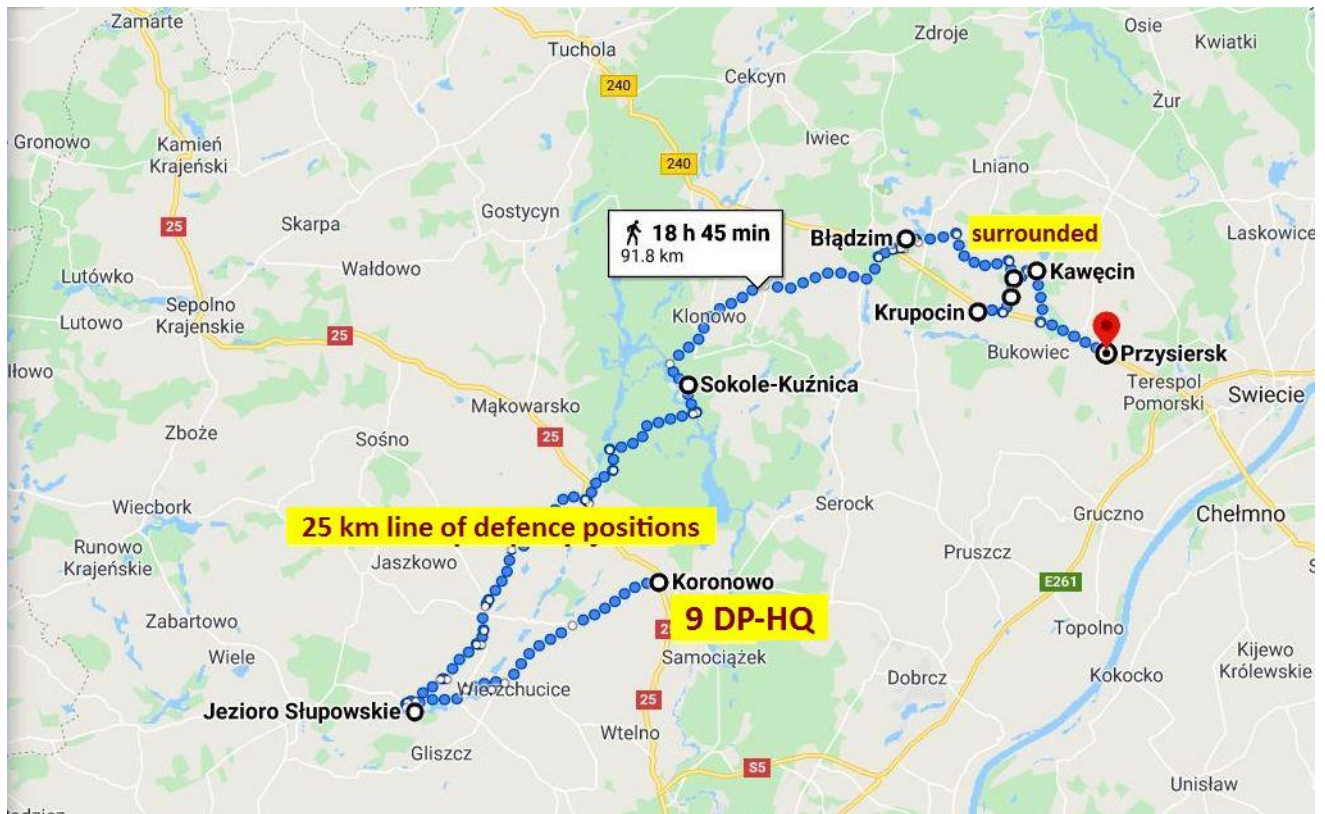 Zamarte
Osie
Zdroje
Kwiatki
Tuchola
Cekcyn
240
Żur
Gronowo
Kamień
Krajeński
Iwiec
240
Lniano
Skarpa
Gostycyn
25
18 h 45 min
91.8 km
Błądzim
surrounded
Laskowice
Lutówko
Wałdowo
Kawęcin
Sepolno
Krajenskie
Lutowo
25
Klonowo
Krupocin
Bukowiec
Przysiersk
Sokole-Kuźnica
Terespol
Pomorski
Swiecie
Mąkowarsko
25
Zboże
Sośno
Wiecbork
Serock
Gruczno
Chełmno
25 km line of defence positions
Runowo
Krajeńskie
Jaszkowo
Pruszcz
Koronowo
E261
9 DP-HQ
Zabartowo
Topolno
Wiele
Samociążek
Kijewo
Królewskie
Dobrcz
Kokocko
Wierzchucice
25
Jezioro Słupowskie
Wtelno
Gliszcz
S5
Unisław